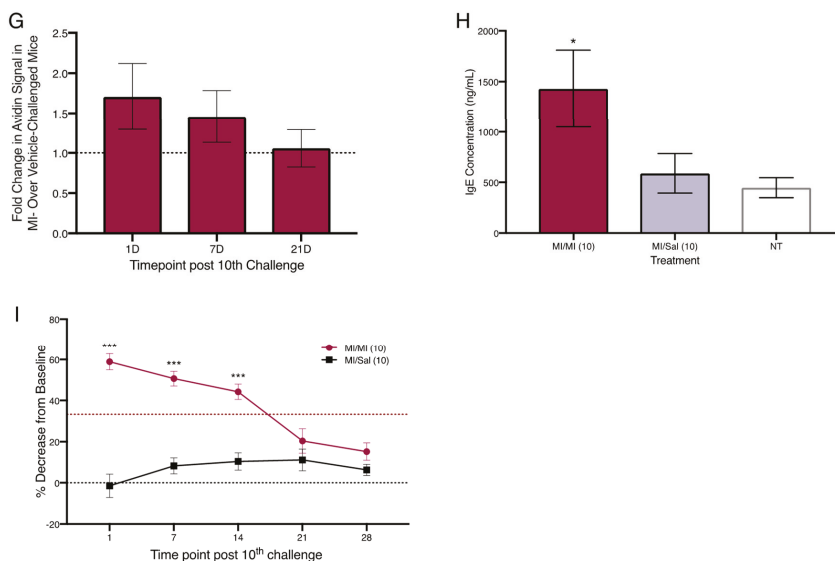 G
Fold Change in Avidin Signal in
MI- Over Vehicle-Challenged Mice
2.5
2.0
1.5
1.0
0.5
0.0
1D
7D
21D
Timepoint post 10th Challenge
H
IgE Concentration (ng/mL)
2000
1500
1000
500
0
*
MI/MI (10)
MI/Sal (10)
NT
Treatment
I
% Decrease from Baseline
80
60
40
20
0
-20
***
***
***
MI/MI (10)
MI/Sal (10)
1
7
14
21
28
Time point post 10th challenge